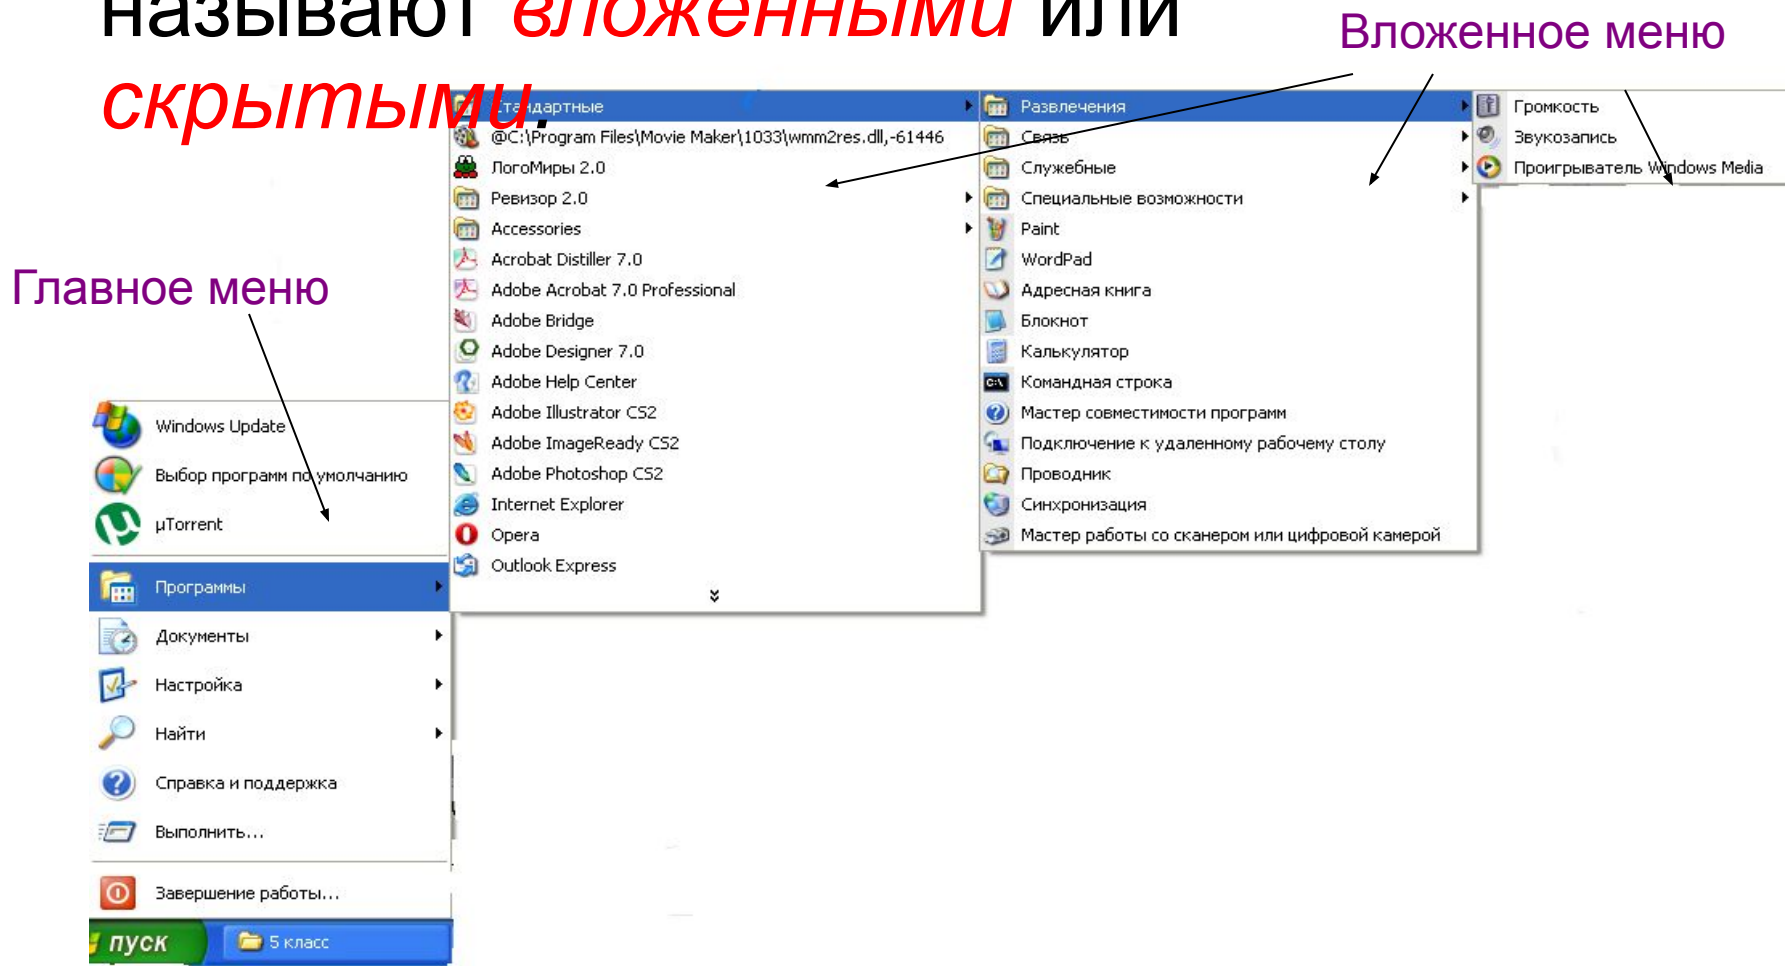 называют вложенными или
скрытыми.
Вложенное меню
Главное меню
Windows Update
Выбор программ по умолчанию
µTorrent
Программы
Документы
Настройка
Найти
Справка и поддержка
Выполнить...
Завершение работы...
пуск
5 класс
Стандартные
@C:\Program Files\Movie Maker\1033\wmm2res.dll,-61446
ЛогоМиры 2.0
Ревизор 2.0
Accessories
Acrobat Distiller 7.0
Adobe Acrobat 7.0 Professional
Adobe Bridge
Adobe Designer 7.0
Adobe Help Center
Adobe Illustrator CS2
Adobe ImageReady CS2
Adobe Photoshop CS2
Internet Explorer
Opera
Outlook Express
Развлечения
Связь
Служебные
Специальные возможности
Paint
WordPad
Адресная книга
Блокнот
Калькулятор
Командная строка
Мастер совместимости программ
Подключение к удаленному рабочему столу
Проводник
Синхронизация
Мастер работы со сканером или цифровой камерой
Громкость
Звукозапись
Проигрыватель Windows Media